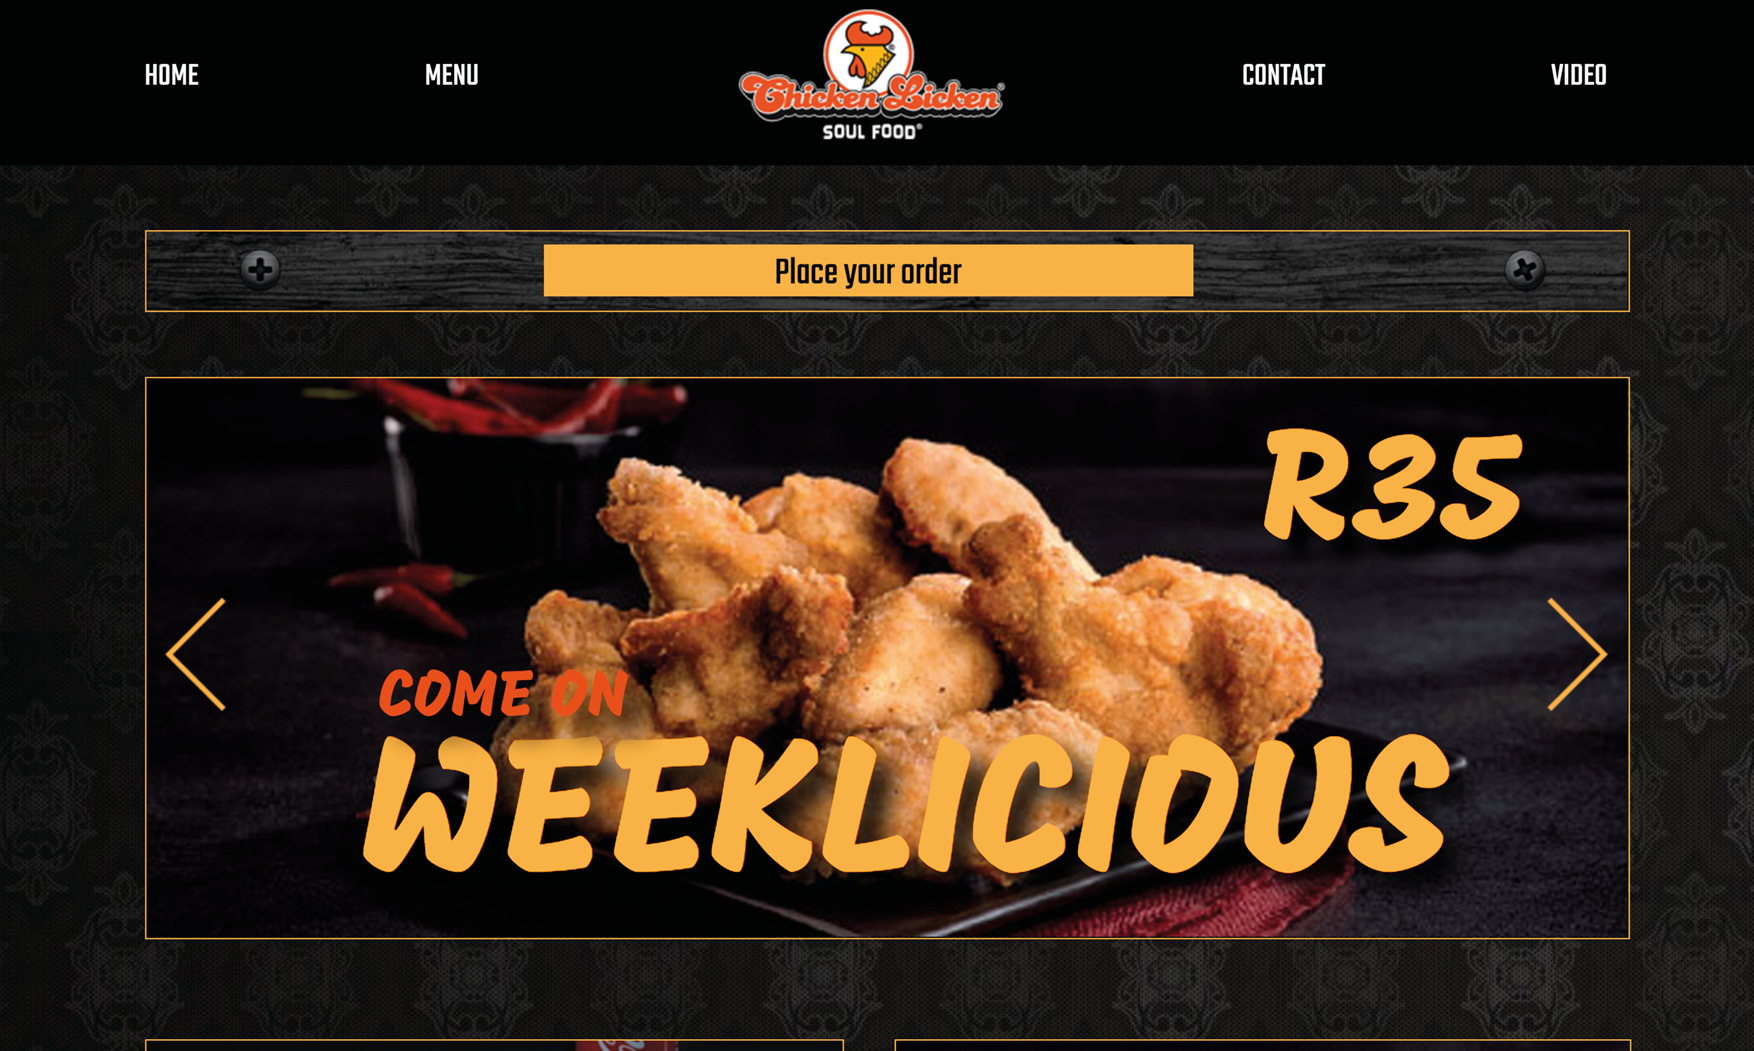 HOME
MENU
Chicken Licken®
SOUL FOOD®
CONTACT
VIDEO
Place your order
R35
COME ON
WEEKLICIOUS